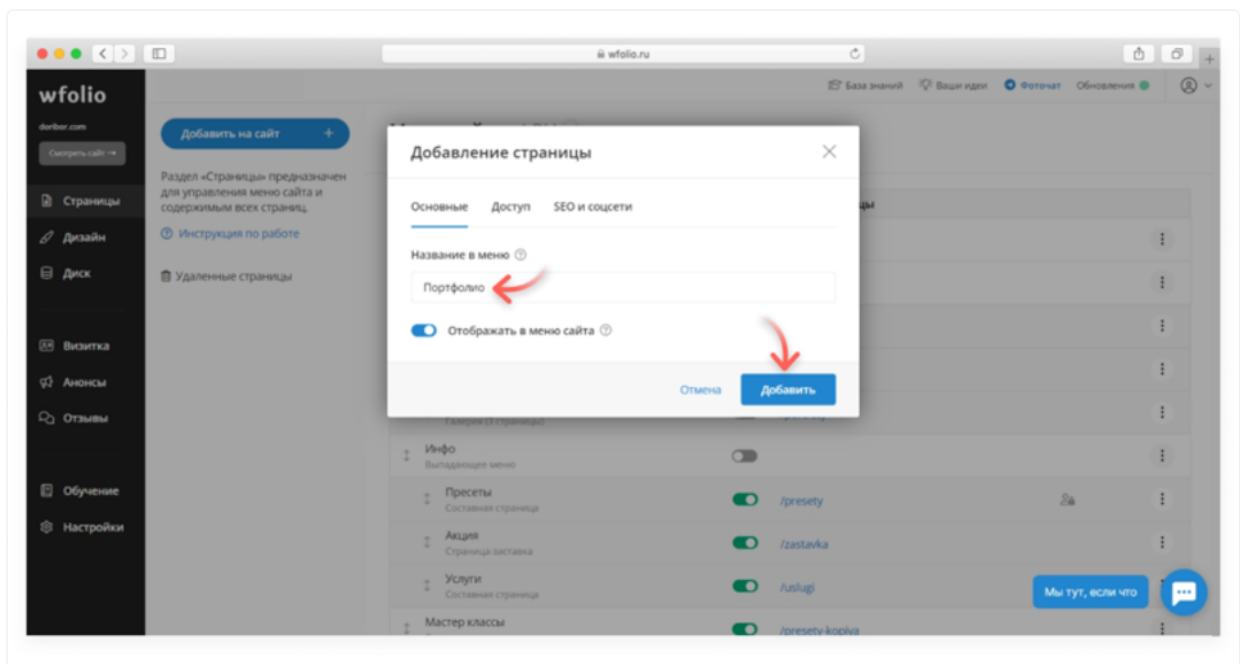 wfolio.ru
wfolio
База знаний Ваши идеи Фоточат Обновления
dorbor.com
Смотреть сайт →
Добавить на сайт +
Раздел «Страницы» предназначен
для управления меню сайта и
содержимым всех страниц.
Инструкция по работе
Удаленные страницы
Страницы
Дизайн
Диск
Визитка
Анонсы
Отзывы
Обучение
Настройки
Добавление страницы
Основные Доступ SEO и соцсети
Название в меню
Портфолио
Отображать в меню сайта
Отмена Добавить
Галерея (3 страницы)
Инфо
Выпадающее меню
Пресеты
Составная страница
/presety
Акция
Страница заставка
/zastavka
Услуги
Составная страница
/uslugi
Мастер классы
/presety-kopiya
Мы тут, если что